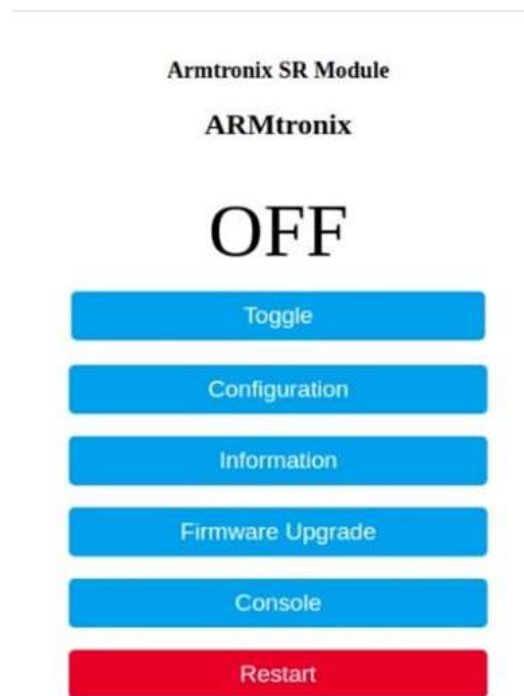 Armtronix SR Module
ARMtronix
OFF
Toggle
Configuration
Information
Firmware Upgrade
Console
Restart